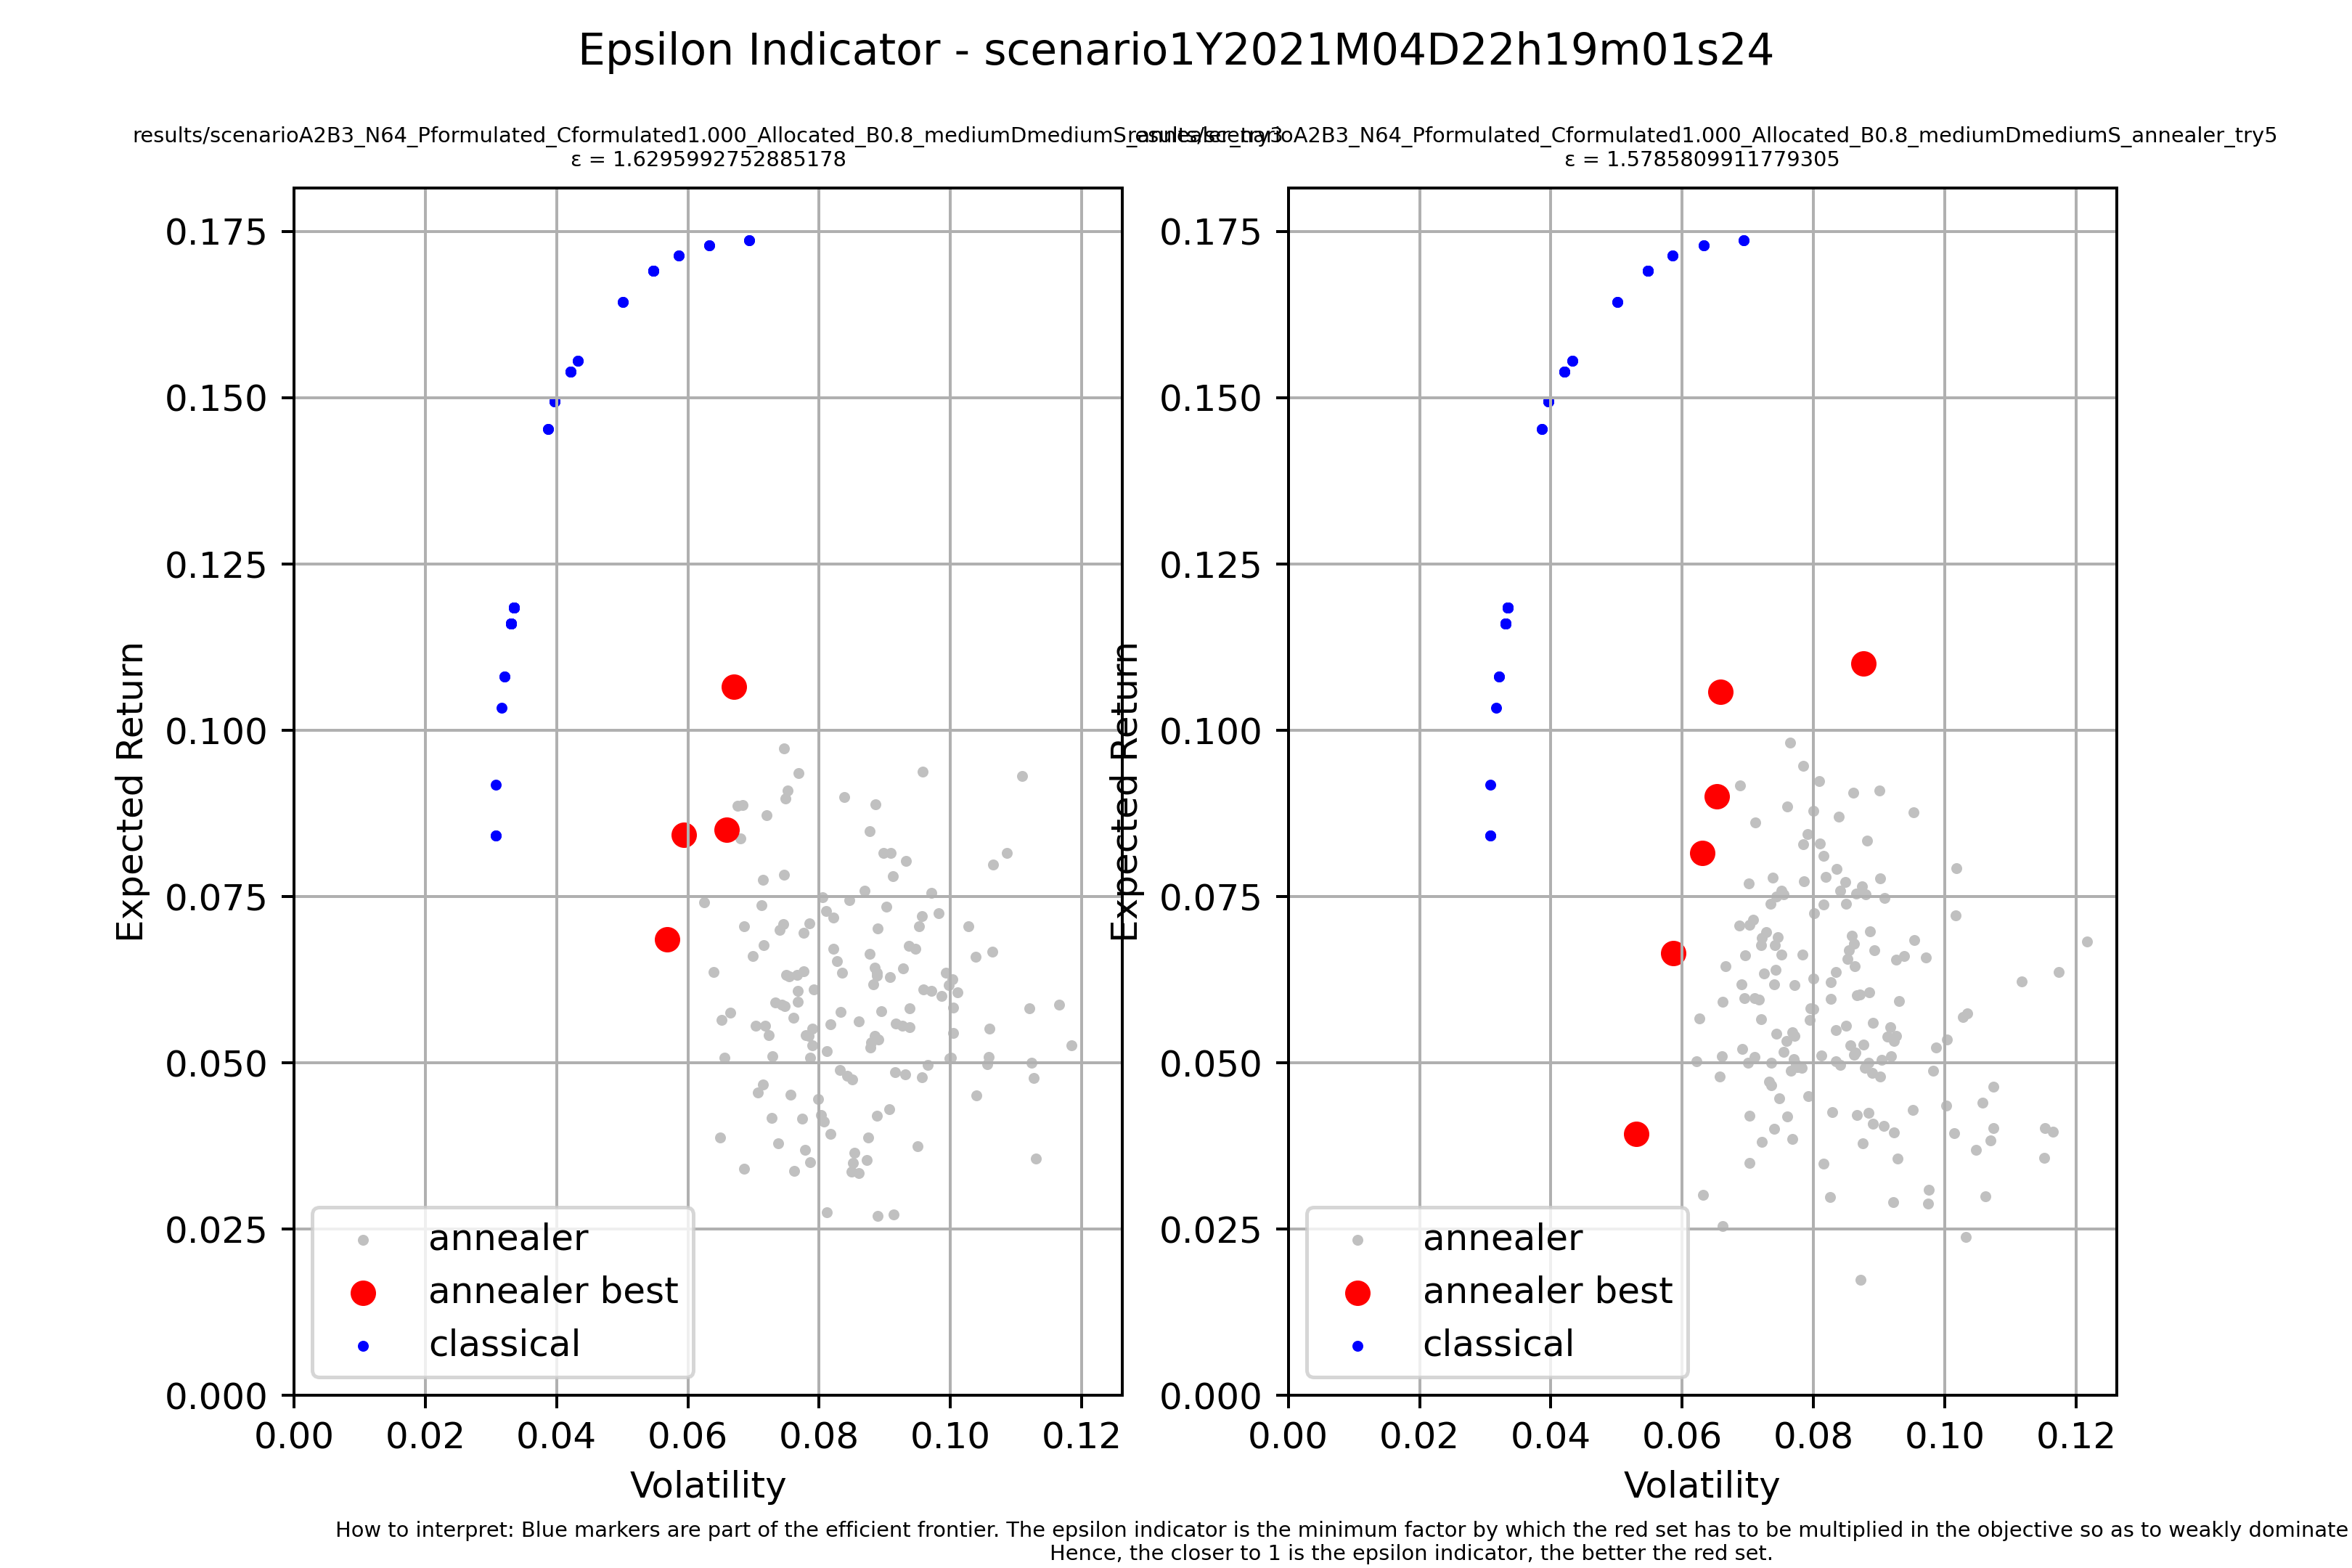 Epsilon Indicator - scenario1Y2021M04D22h19m01s24
results/scenarioA2B3_N64_Pformulated_Cformulated1.000_Allocated_B0.8_mediumDmediumS_annealer_try3
ε = 1.6295992752885178
0.175
0.150
0.125
0.100
0.075
0.050
0.025
0.000
Expected Return
annealer
annealer best
classical
0.00 0.02 0.04 0.06 0.08 0.10 0.12
Volatility
results/scenarioA2B3_N64_Pformulated_Cformulated1.000_Allocated_B0.8_mediumDmediumS_annealer_try5
ε = 1.5785809911779305
0.175
0.150
0.125
0.100
0.075
0.050
0.025
0.000
Expected Return
annealer
annealer best
classical
0.00 0.02 0.04 0.06 0.08 0.10 0.12
Volatility
How to interpret: Blue markers are part of the efficient frontier. The epsilon indicator is the minimum factor by which the red set has to be multiplied in the objective so as to weakly dominate
Hence, the closer to 1 is the epsilon indicator, the better the red set.